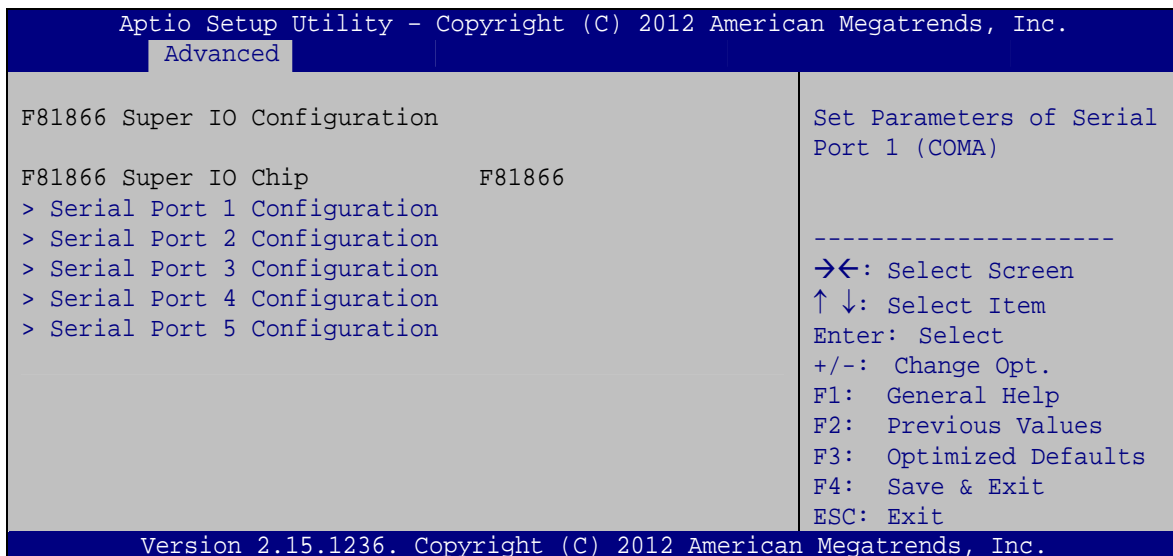 Aptio Setup Utility – Copyright (C) 2012 American Megatrends, Inc.
Advanced
F81866 Super IO Configuration
F81866 Super IO Chip F81866
> Serial Port 1 Configuration
> Serial Port 2 Configuration
> Serial Port 3 Configuration
> Serial Port 4 Configuration
> Serial Port 5 Configuration
Set Parameters of Serial
Port 1 (COMA)
---------------------
→←: Select Screen
↑ ↓: Select Item
Enter: Select
+/-: Change Opt.
F1: General Help
F2: Previous Values
F3: Optimized Defaults
F4: Save & Exit
ESC: Exit
Version 2.15.1236. Copyright (C) 2012 American Megatrends, Inc.